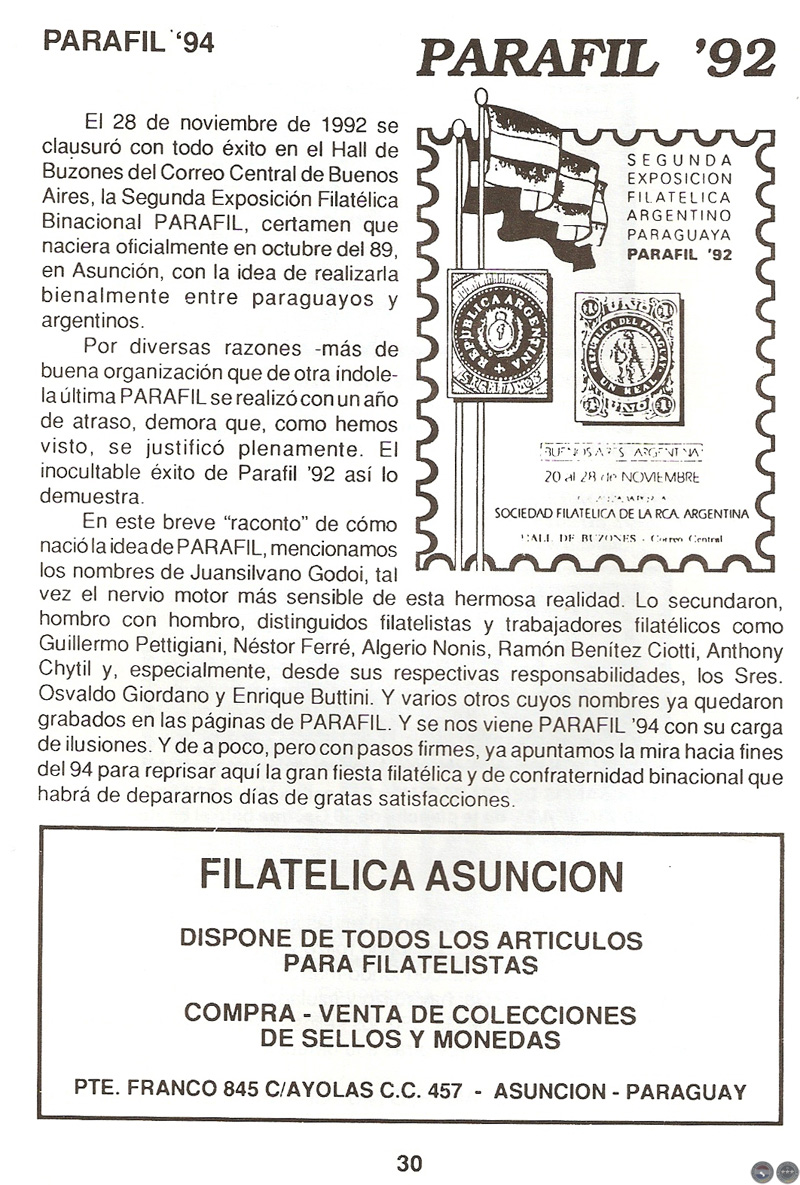 PARAFIL '94
PARAFIL '92
El 28 de noviembre de 1992 se
clausuró con todo éxito en el Hall de
Buzones del Correo Central de Buenos
Aires, la Segunda Exposición Filatélica
Binacional PARAFIL, certamen que
naciera oficialmente en octubre del 89,
en Asunción, con la idea de realizarla
bienalmente entre paraguayos y
argentinos.
Por diversas razones -más de
buena organización que de otra índole-
la última PARAFIL se realizó con un año
de atraso, demora que, como hemos
visto, se justificó plenamente. El
inocultable éxito de Parafil '92 así lo
demuestra.
En este breve “raconto” de cómo
nació la idea de PARAFIL, mencionamos
los nombres de Juansilvano Godoi, tal
vez el nervio motor más sensible de esta hermosa realidad. Lo secundaron,
hombro con hombro, distinguidos filatelistas y trabajadores filatélicos como
Guillermo Pettigiani, Néstor Ferré, Algerio Nonis, Ramón Benítez Ciotti, Anthony
Chytil y, especialmente, desde sus respectivas responsabilidades, los Sres.
Osvaldo Giordano y Enrique Buttini. Y varios otros cuyos nombres ya quedaron
grabados en las páginas de PARAFIL. Y se nos viene PARAFIL '94 con su carga
de ilusiones. Y de a poco, pero con pasos firmes, ya apuntamos la mira hacia fines
del 94 para reprisar aquí la gran fiesta filatélica y de confraternidad binacional que
habrá de depararnos días de gratas satisfacciones.
SEGUNDA
EXPOSICION
FILATELICA
ARGENTINO
PARAGUAYA
PARAFIL '92
REPUBLICA ARGENTINA
5 CENTAVOS
REPUBLICA DEL PARAGUAY
UN REAL
BUENOS AIRES ARGENTINA
20 al 28 de NOVIEMBRE
SOCIEDAD FILATELICA DE LA RCA. ARGENTINA
HALL DE BUZONES - Correo Central
FILATELICA ASUNCION
DISPONE DE TODOS LOS ARTICULOS
PARA FILATELISTAS
COMPRA - VENTA DE COLECCIONES
DE SELLOS Y MONEDAS
PTE. FRANCO 845 C/AYOLAS C.C. 457 - ASUNCION - PARAGUAY
30